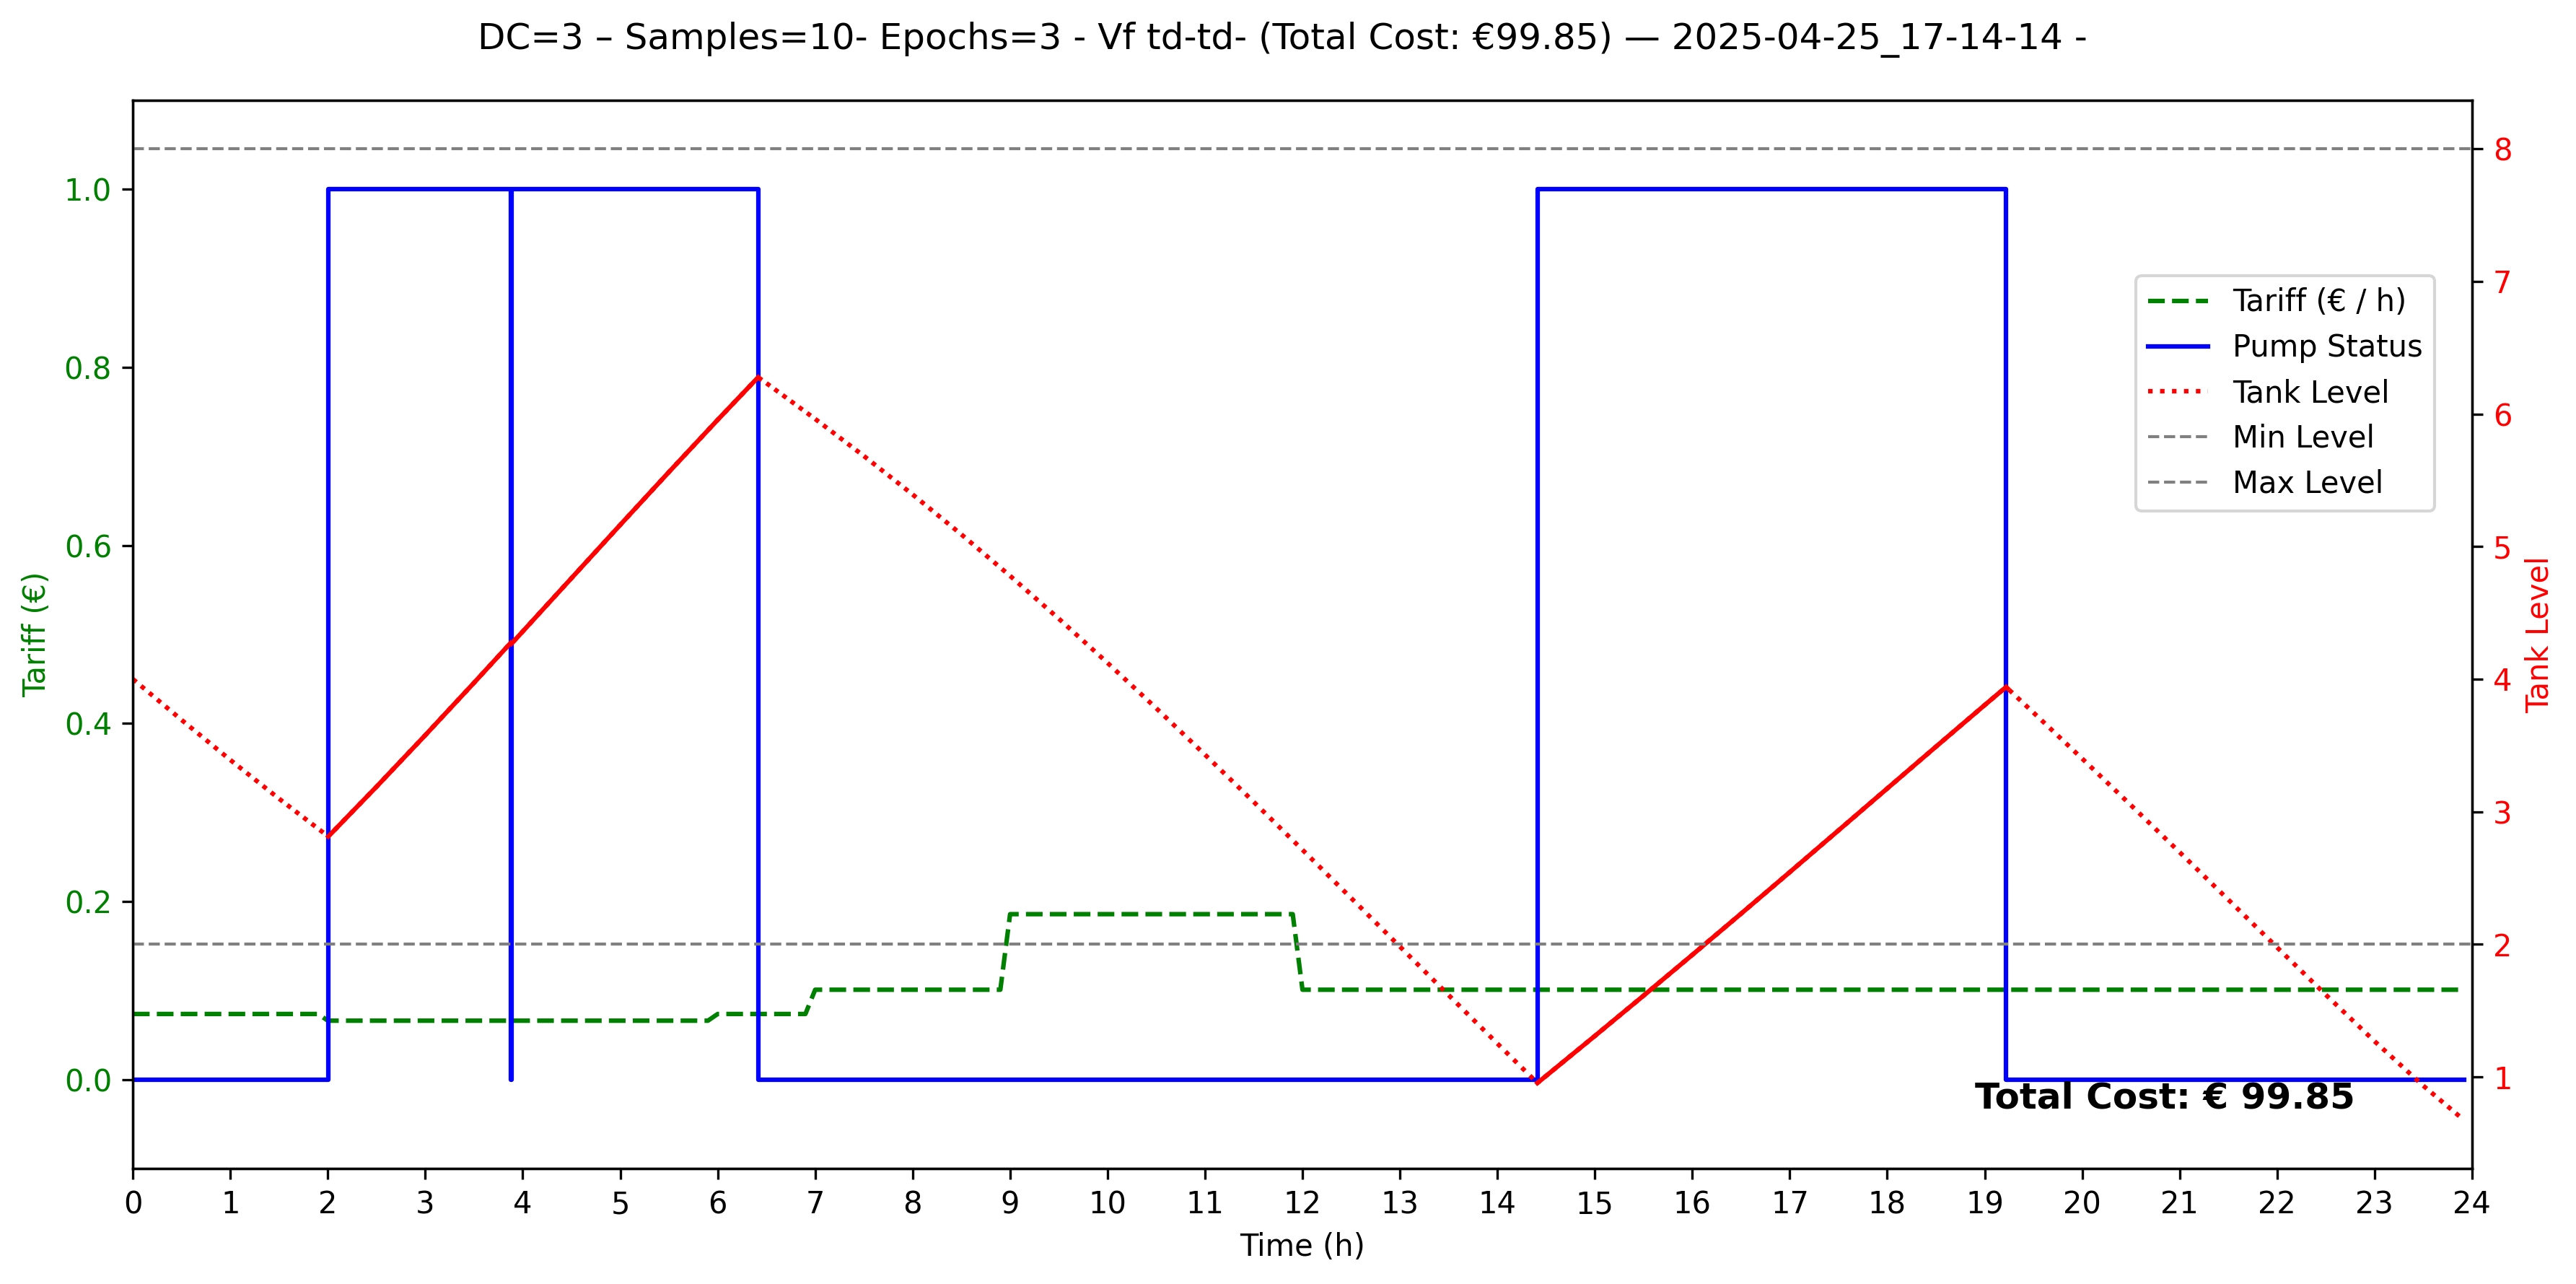 DC=3 – Samples=10- Epochs=3 - Vf td-td- (Total Cost: €99.85) — 2025-04-25_17-14-14 -
1.0
0.8
0.6
0.4
0.2
0.0
Tariff (€)
8
7
6
5
4
3
2
1
Tank Level
Tariff (€ / h)
Pump Status
Tank Level
Min Level
Max Level
Total Cost: € 99.85
0 1 2 3 4 5 6 7 8 9 10 11 12 13 14 15 16 17 18 19 20 21 22 23 24
Time (h)